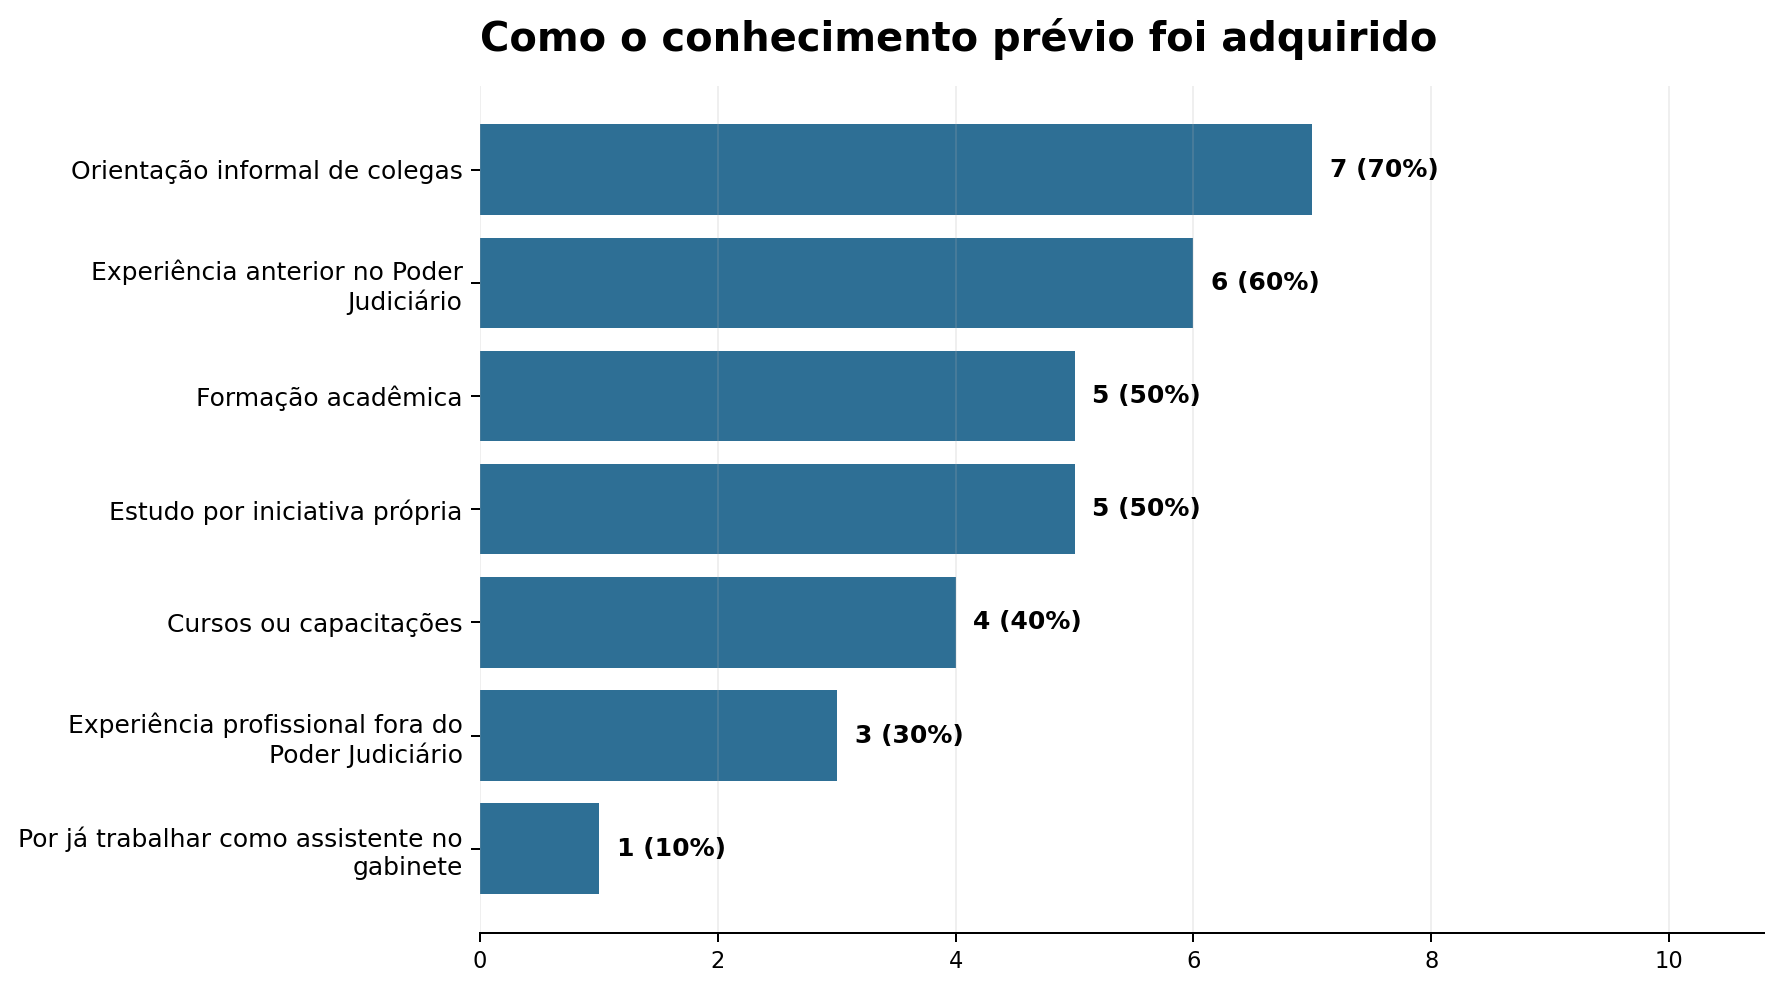 Como o conhecimento prévio foi adquirido
Orientação informal de colegas
7 (70%)
Experiência anterior no Poder
Judiciário
6 (60%)
Formação acadêmica
5 (50%)
Estudo por iniciativa própria
5 (50%)
Cursos ou capacitações
4 (40%)
Experiência profissional fora do
Poder Judiciário
3 (30%)
Por já trabalhar como assistente no
gabinete
1 (10%)
0 2 4 6 8 10